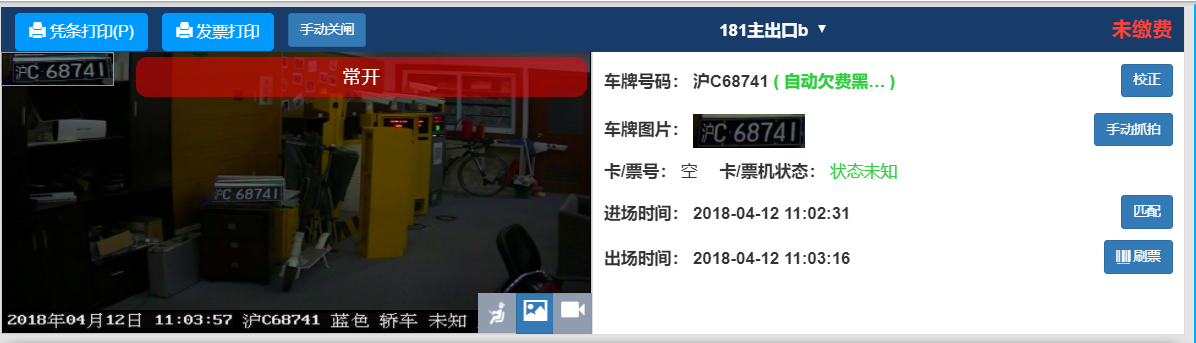 凭条打印(P) 发票打印 手动关闸 181主出口b ▼ 未缴费
沪C 68741
常开
沪C 68741
2018年04月12日 11:03:57 沪C68741 蓝色 轿车 未知
车牌号码： 沪C68741 ( 自动欠费黑... ) 校正
车牌图片： 沪C 68741 手动抓拍
卡/票号： 空 卡/票机状态： 状态未知
进场时间： 2018-04-12 11:02:31 匹配
出场时间： 2018-04-12 11:03:16 刷票